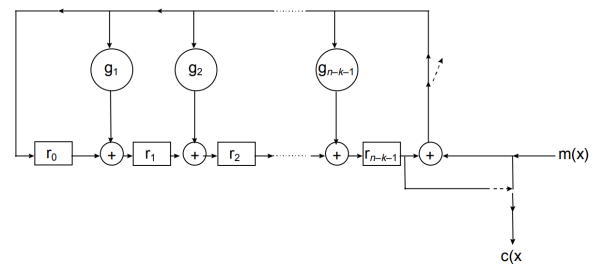 g₁ g₂ gₙ₋ₖ₋₁
r₀ + r₁ + r₂ + rₙ₋ₖ₋₁ + m(x)
c(x